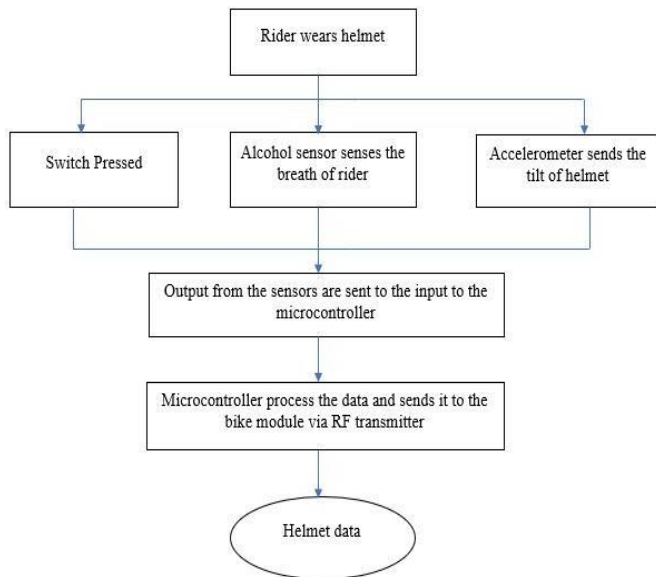 Rider wears helmet
Switch Pressed
Alcohol sensor senses the
breath of rider
Accelerometer sends the
tilt of helmet
Output from the sensors are sent to the input to the
microcontroller
Microcontroller process the data and sends it to the
bike module via RF transmitter
Helmet data